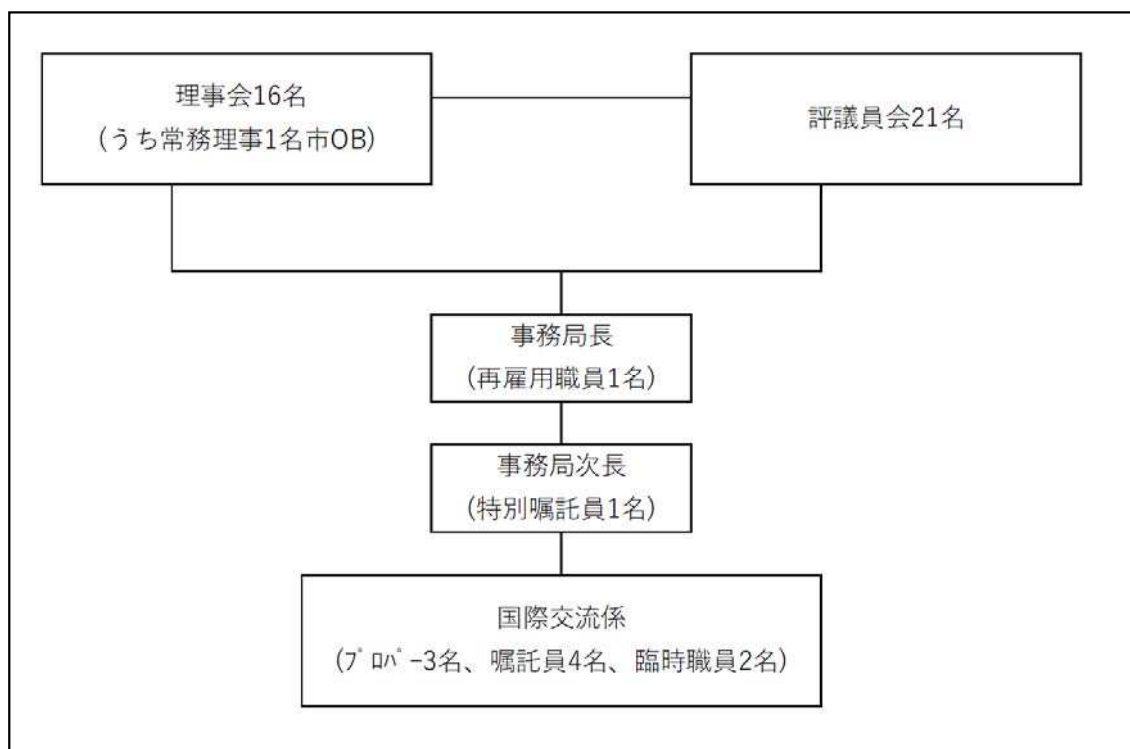 理事会16名
(うち常務理事1名市OB)
評議員会21名
事務局長
(再雇用職員1名)
事務局次長
(特別嘱託員1名)
国際交流係
(ﾌﾟﾛﾊﾟｰ3名、嘱託員4名、臨時職員2名)